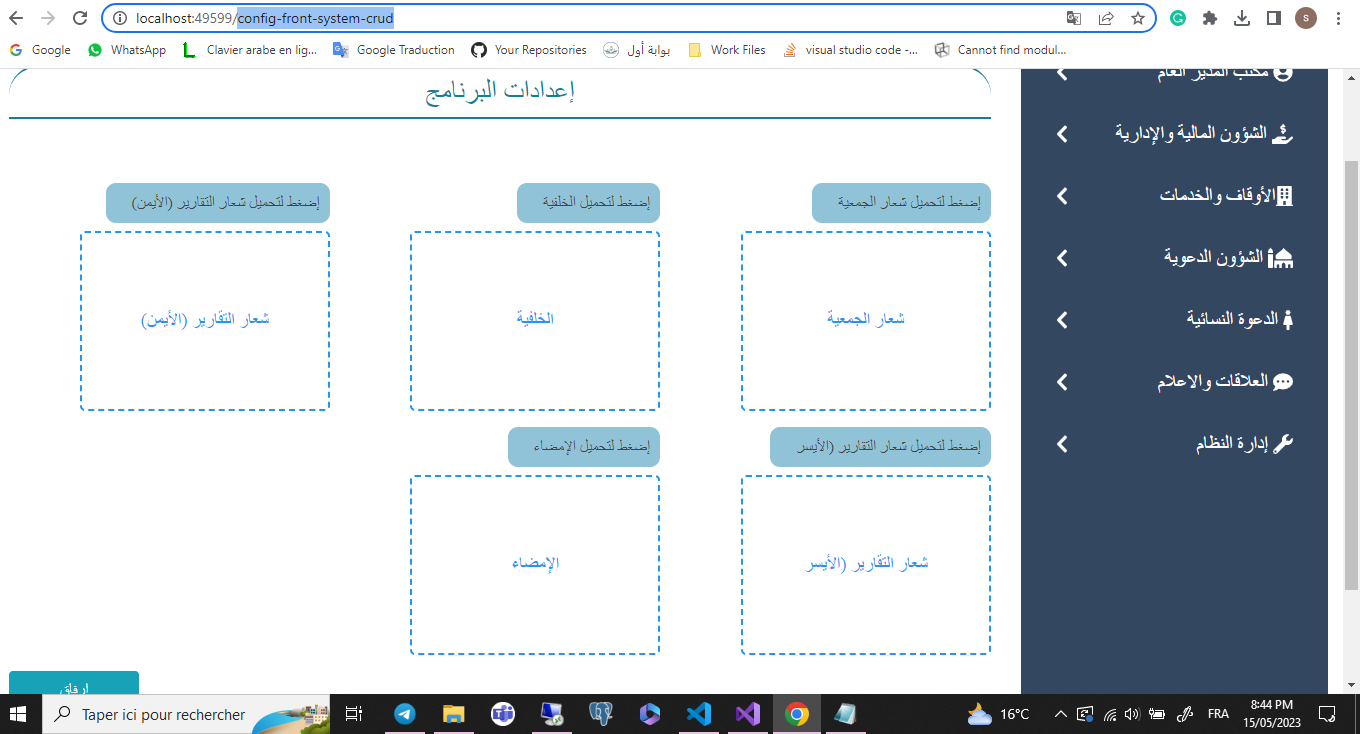 localhost:49599/config-front-system-crud
S
Google
WhatsApp
Clavier arabe en lig...
Google Traduction
Your Repositories
بوابة أول
Work Files
visual studio code -...
Cannot find modul...
إعدادات البرنامج
مكتب المدير العام
الشؤون المالية والإدارية
الأوقاف والخدمات
الشؤون الدعوية
الدعوة النسائية
العلاقات والاعلام
إدارة النظام
إضغط لتحميل شعار الجمعية
إضغط لتحميل الخلفية
إضغط لتحميل شعار التقارير (الأيمن)
شعار الجمعية
الخلفية
شعار التقارير (الأيمن)
إضغط لتحميل شعار التقارير (الأيسر
إضغط لتحميل الإمضاء
شعار التقارير (الأيسر
الإمضاء
ارفاق
Taper ici pour rechercher
16°C
FRA
8:44 PM
15/05/2023